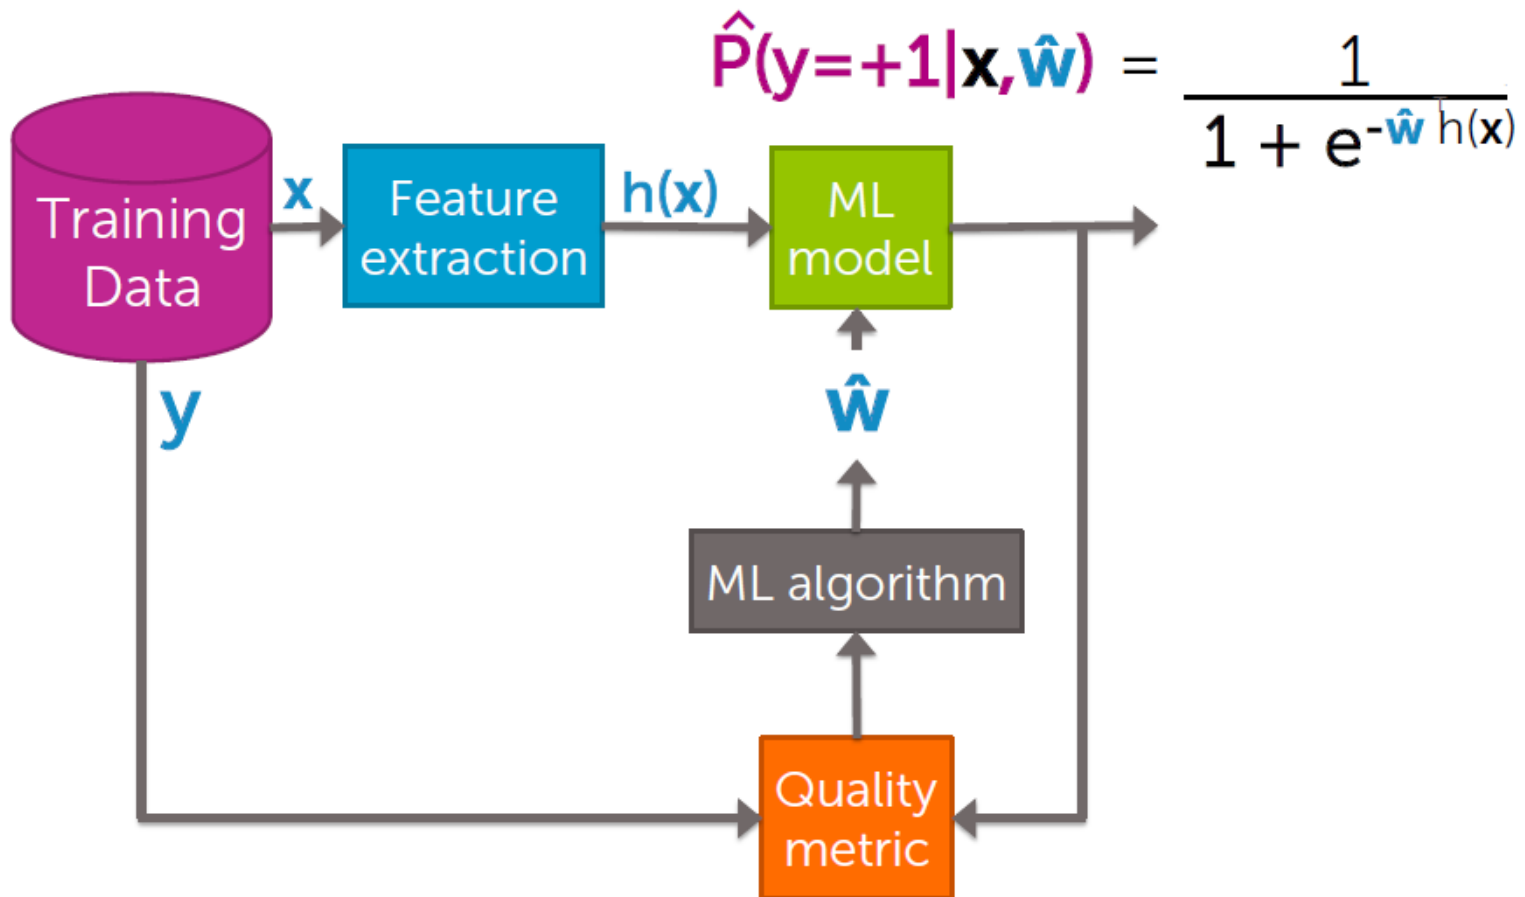 P̂(y=+1|x,ŵ) = 1
1 + e^-ŵ^T h(x)
Training
Data
x
Feature
extraction
h(x)
ML
model
y
ŵ
ML algorithm
Quality
metric